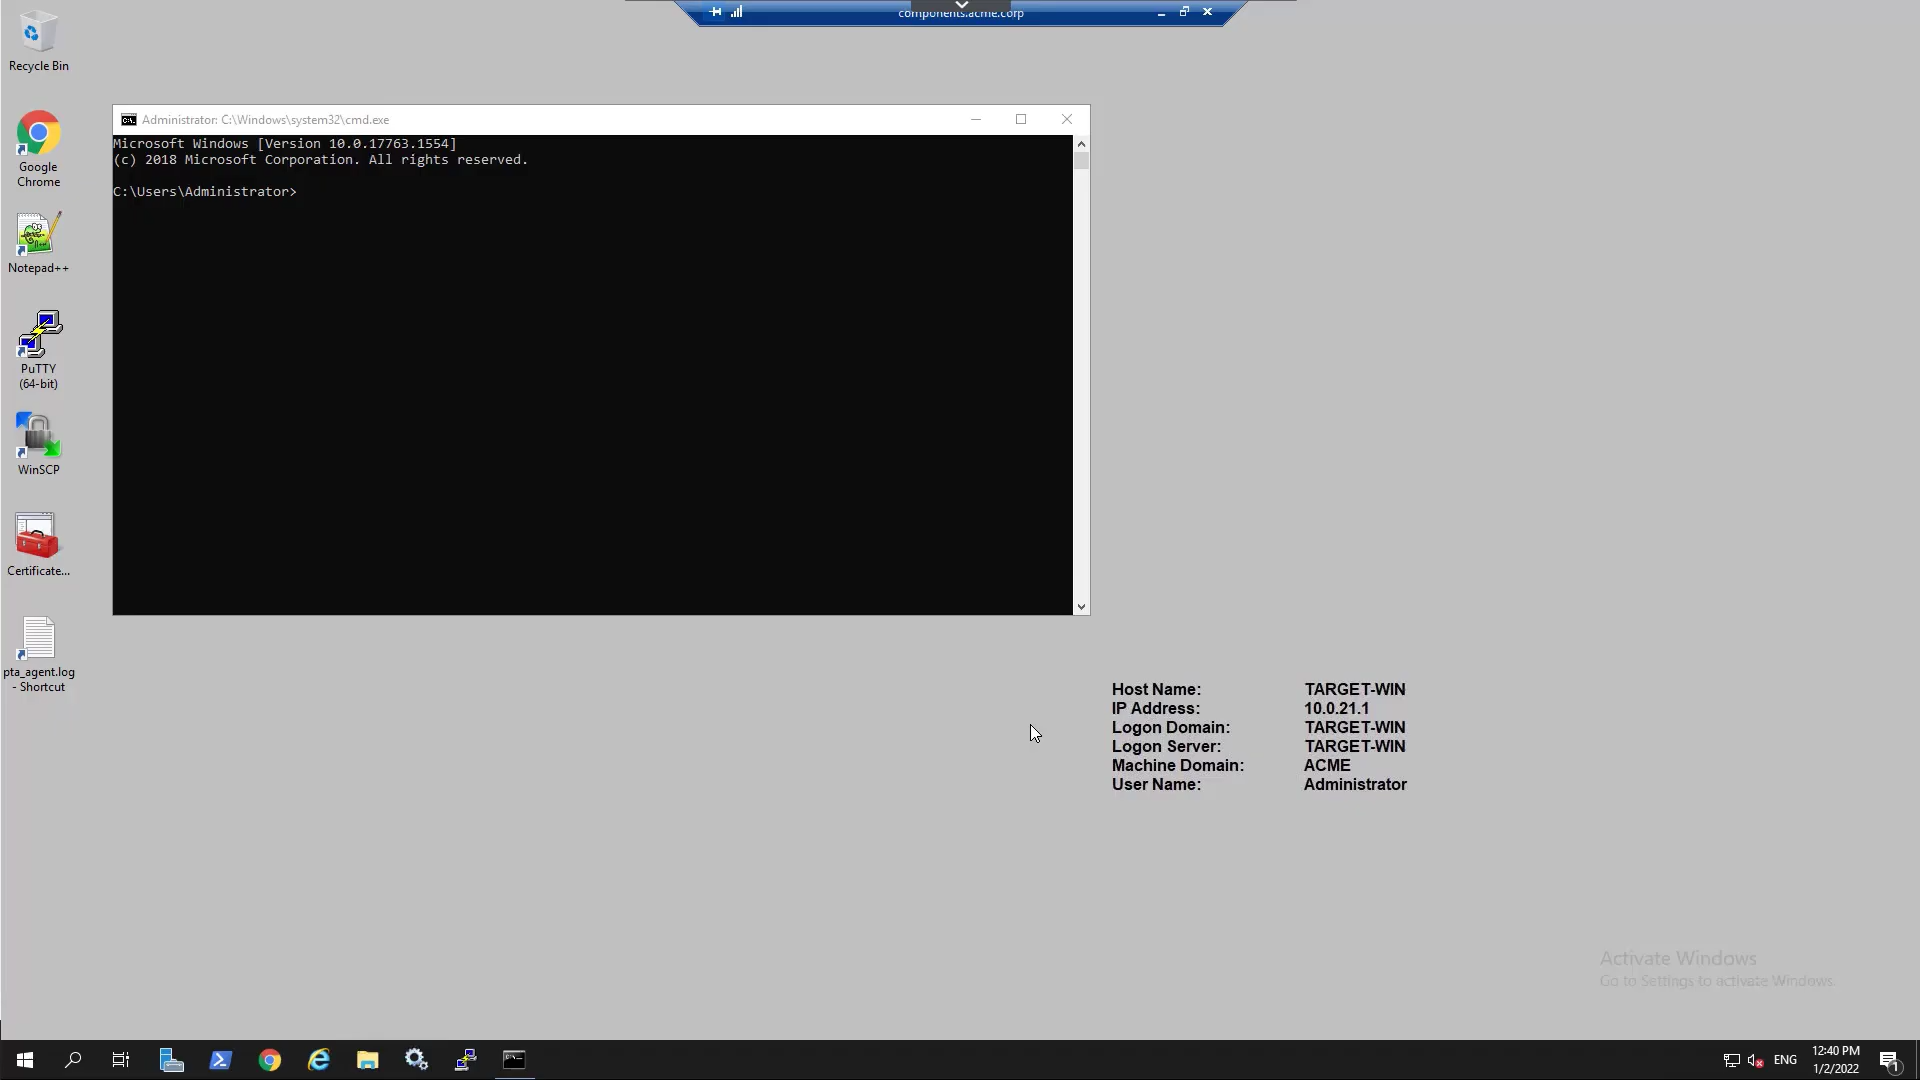 components.acme.corp
Recycle Bin
Google
Chrome
Notepad++
PuTTY
(64-bit)
WinSCP
Certificate...
pta_agent.log
- Shortcut
Administrator: C:\Windows\system32\cmd.exe
Microsoft Windows [Version 10.0.17763.1554]
(c) 2018 Microsoft Corporation. All rights reserved.
C:\Users\Administrator>
Host Name: TARGET-WIN
IP Address: 10.0.21.1
Logon Domain: TARGET-WIN
Logon Server: TARGET-WIN
Machine Domain: ACME
User Name: Administrator
Activate Windows
Go to Settings to activate Windows.
ENG
12:40 PM
1/2/2022
1